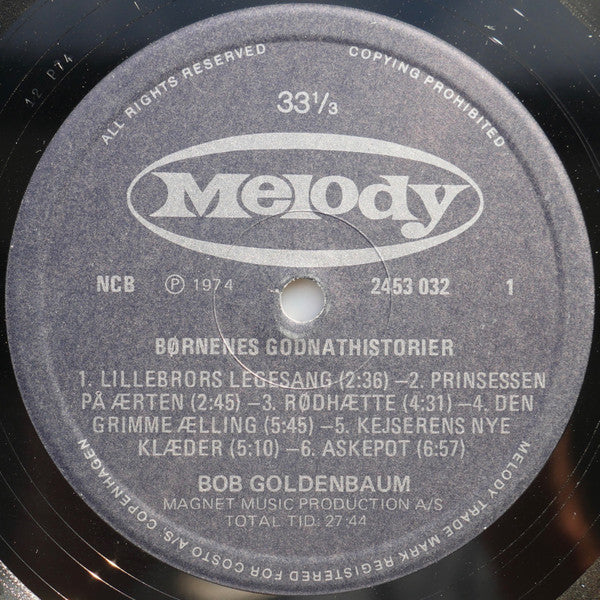 ALL RIGHTS RESERVED
COPYING PROHIBITED
33⅓
Melody
NCB Ⓟ 1974 2453 032 1
BØRNENES GODNATHISTORIER
1. LILLEBRORS LEGESANG (2:36) –2. PRINSESSEN
PÅ ÆRTEN (2:45) –3. RØDHÆTTE (4:31) –4. DEN
GRIMME ÆLLING (5:45) –5. KEJSERENS NYE
KLÆDER (5:10) –6. ASKEPOT (6:57)
BOB GOLDENBAUM
MAGNET MUSIC PRODUCTION A/S
TOTAL TID: 27:44
MELODY TRADE MARK REGISTERED FOR COSTO A/S. COPENHAGEN